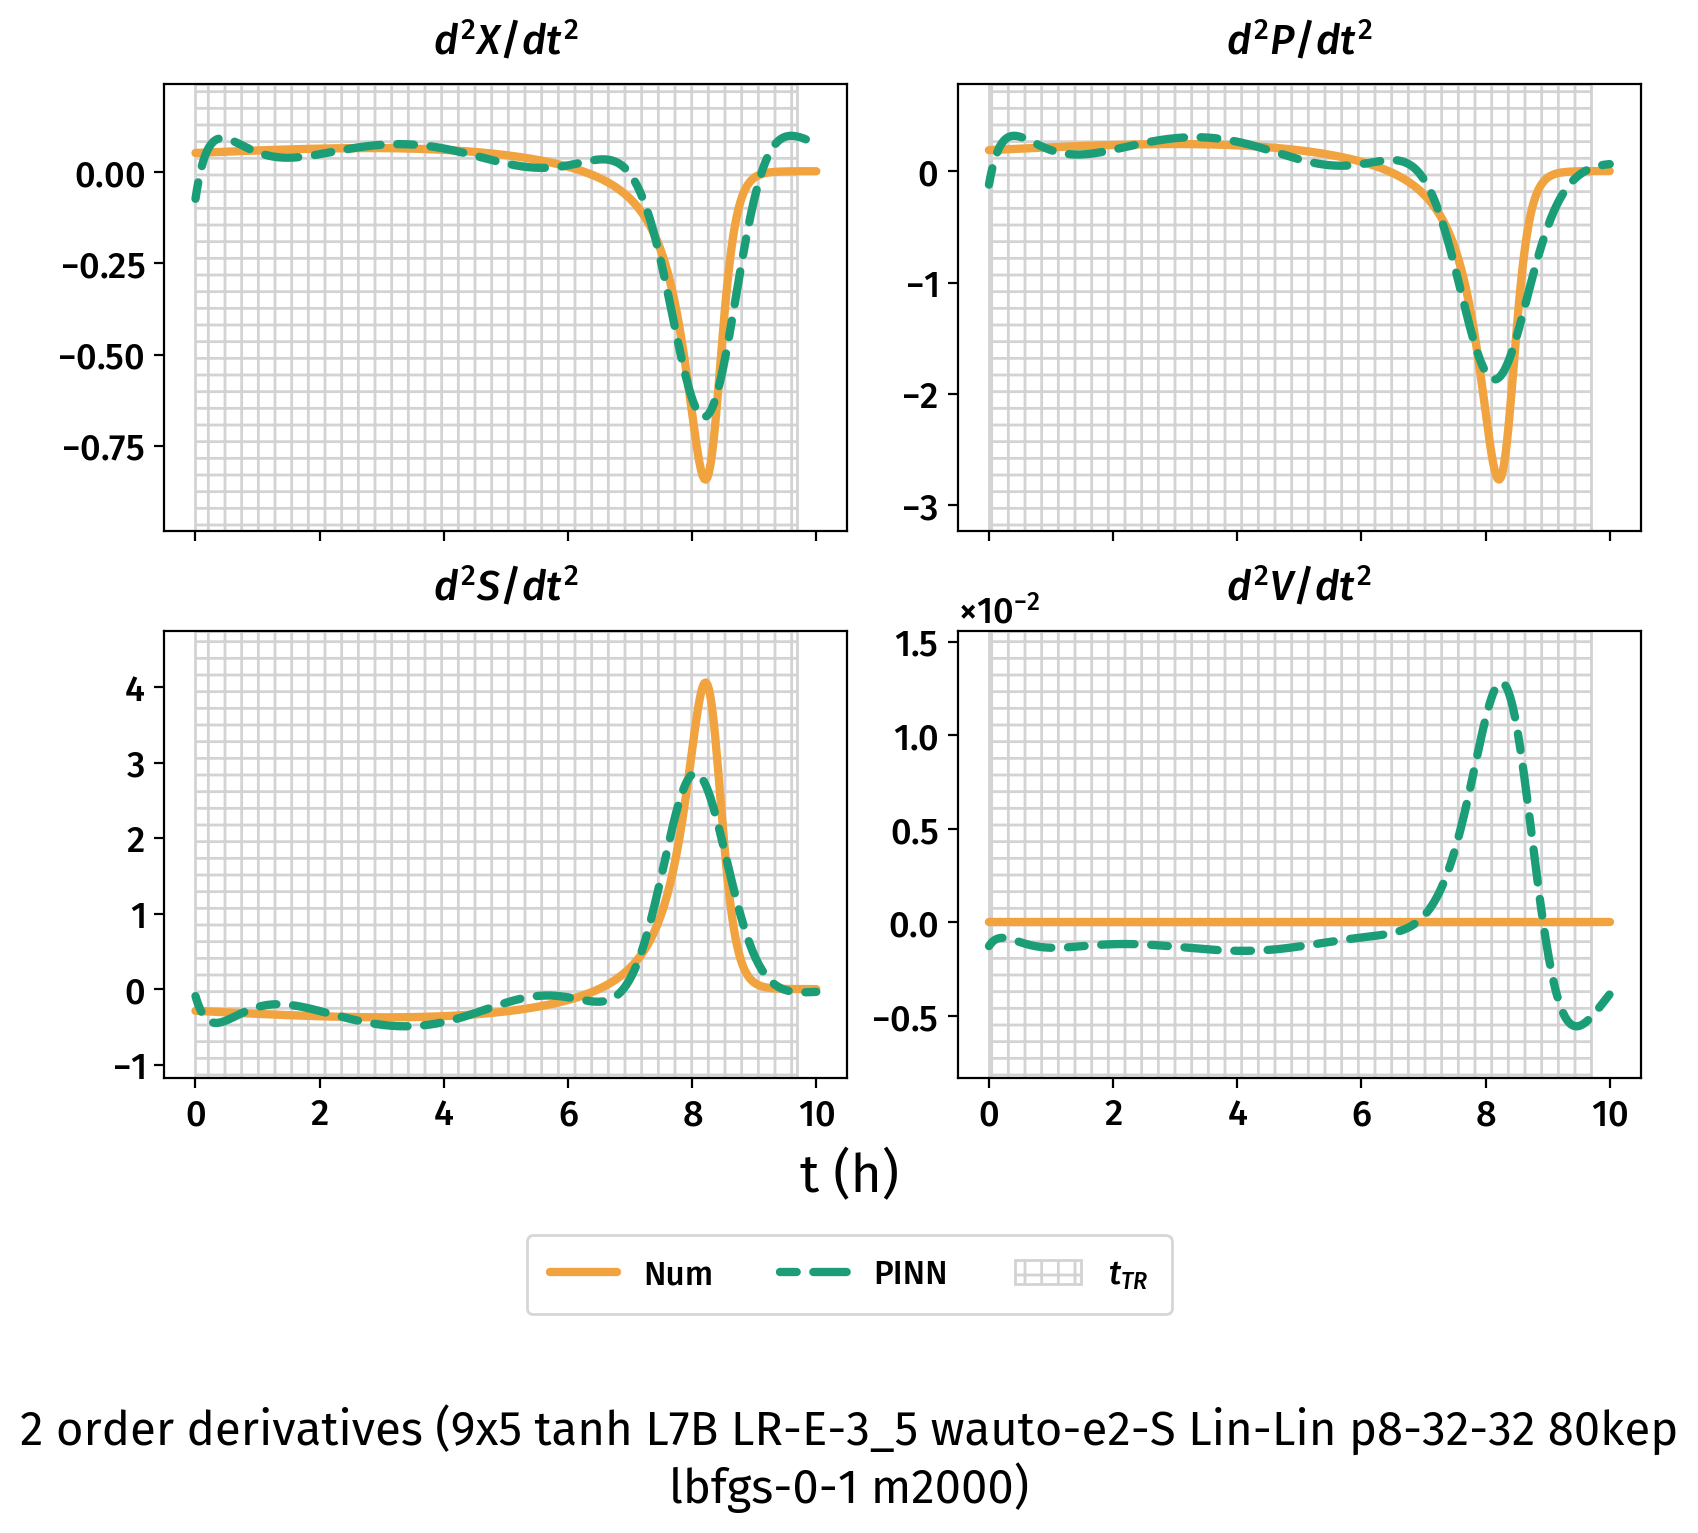 d²X/dt²
d²P/dt²
0.00
−0.25
−0.50
−0.75
0
−1
−2
−3
d²S/dt²
d²V/dt²
×10⁻²
4
3
2
1
0
−1
1.5
1.0
0.5
0.0
−0.5
0 2 4 6 8 10
0 2 4 6 8 10
t (h)
Num PINN t_TR
2 order derivatives (9x5 tanh L7B LR-E-3_5 wauto-e2-S Lin-Lin p8-32-32 80kep
lbfgs-0-1 m2000)